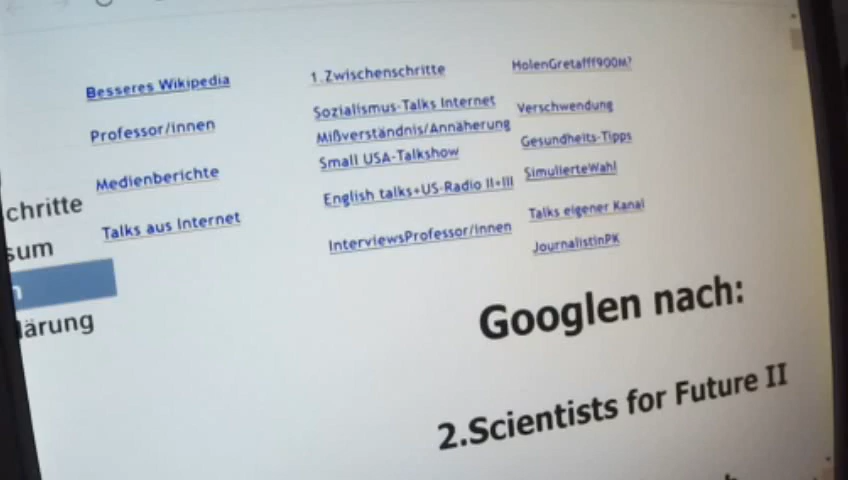 Besseres Wikipedia
Professor/innen
Medienberichte
Talks aus Internet
1.Zwischenschritte
Sozialismus-Talks Internet
Mißverständnis/Annäherung
Small USA-Talkshow
English talks+US-Radio II+III
InterviewsProfessor/innen
HolenGretafff900M?
Verschwendung
Gesundheits-Tipps
SimulierteWahl
Talks eigener Kanal
JournalistinPK
chritte
sum
n
lärung
Googlen nach:
2.Scientists for Future II